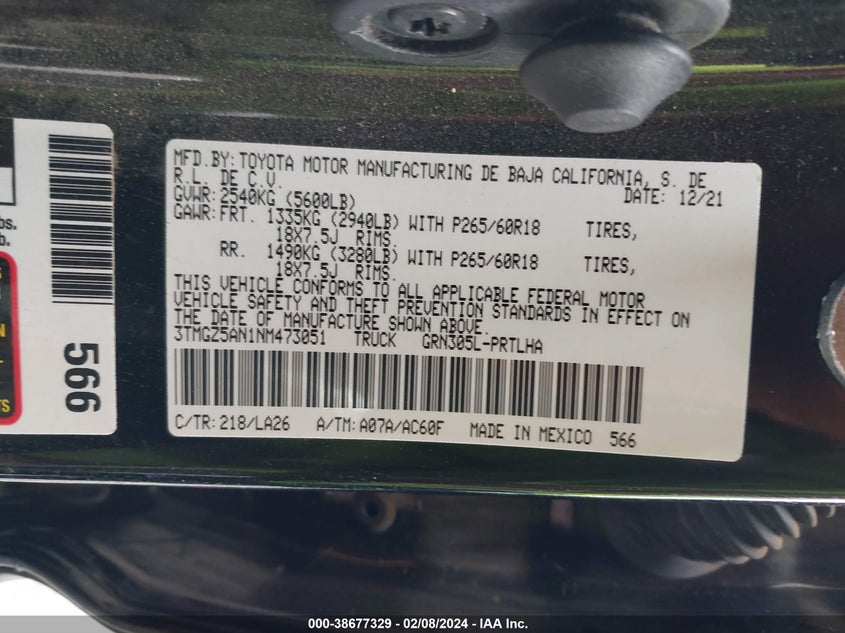 MFD.BY: TOYOTA MOTOR MANUFACTURING DE BAJA CALIFORNIA, S. DE
R.L. DE C.V.
DATE: 12/21
GVWR: 2540KG (5600LB)
GAWR: FRT. 1335KG (2940LB) WITH P265/60R18 TIRES,
18X7.5J RIMS.
RR. 1490KG (3280LB) WITH P265/60R18 TIRES,
18X7.5J RIMS.
THIS VEHICLE CONFORMS TO ALL APPLICABLE FEDERAL MOTOR
VEHICLE SAFETY AND THEFT PREVENTION STANDARDS IN EFFECT ON
THE DATE OF MANUFACTURE SHOWN ABOVE.
3TMGZ5AN1NM473051 TRUCK GRN305L-PRTLHA
C/TR: 218/LA26 A/TM: A07A/AC60F MADE IN MEXICO 566
566
bs.
b.
000-38677329 - 02/08/2024 - IAA Inc.